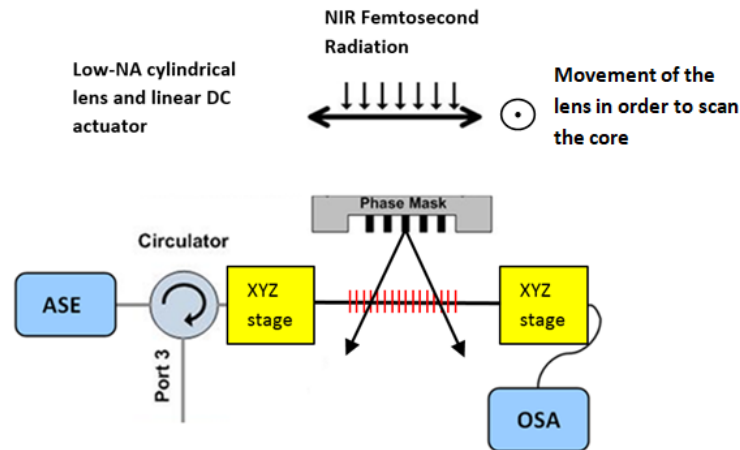 NIR Femtosecond
Radiation
Low-NA cylindrical
lens and linear DC
actuator
Movement of the
lens in order to scan
the core
Phase Mask
Circulator
ASE
XYZ
stage
XYZ
stage
Port 3
OSA